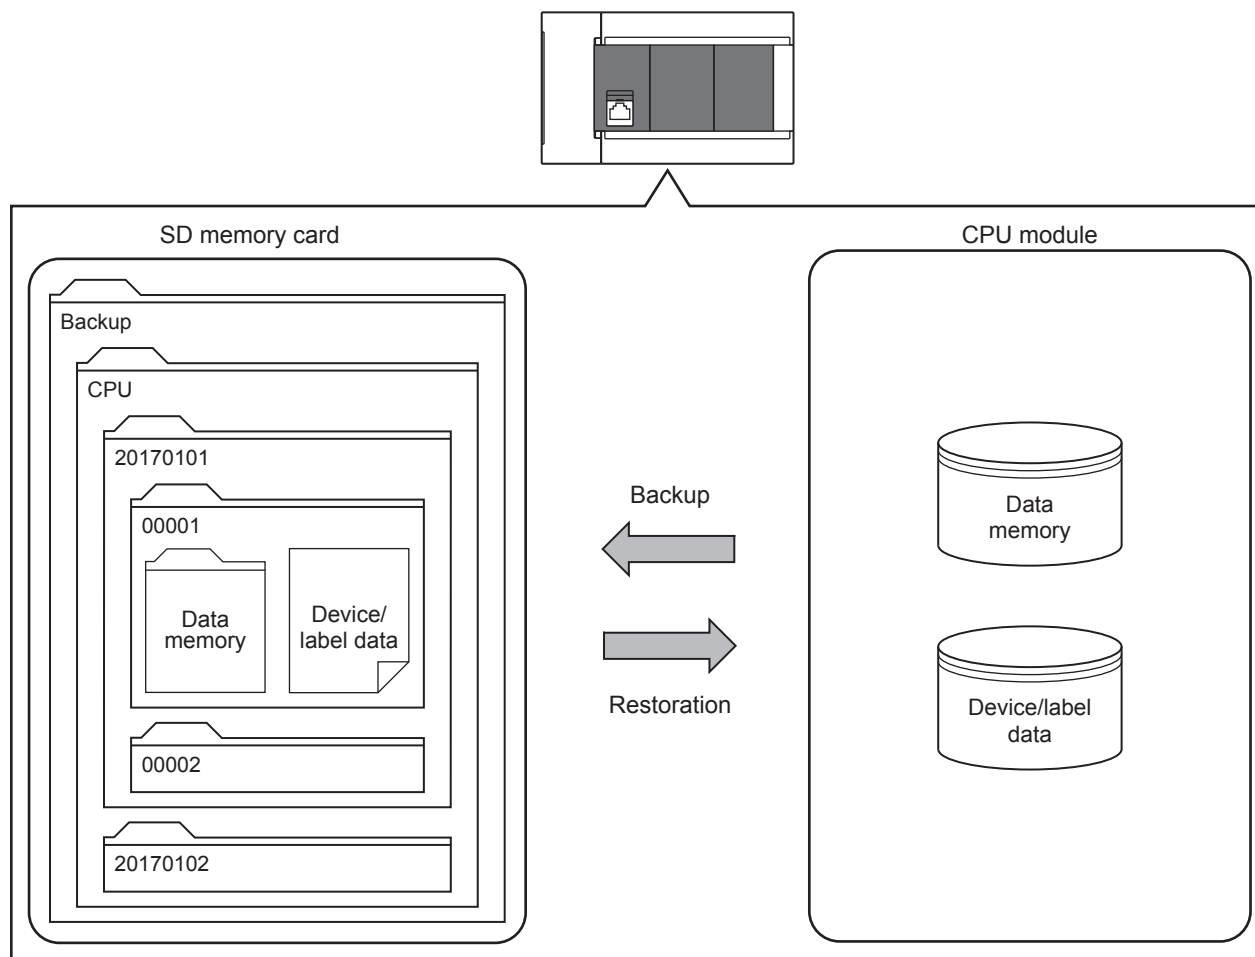 SD memory card
CPU module
Backup
CPU
20170101
00001
Data
memory
Device/
label data
00002
20170102
Backup
Restoration
Data
memory
Device/label
data